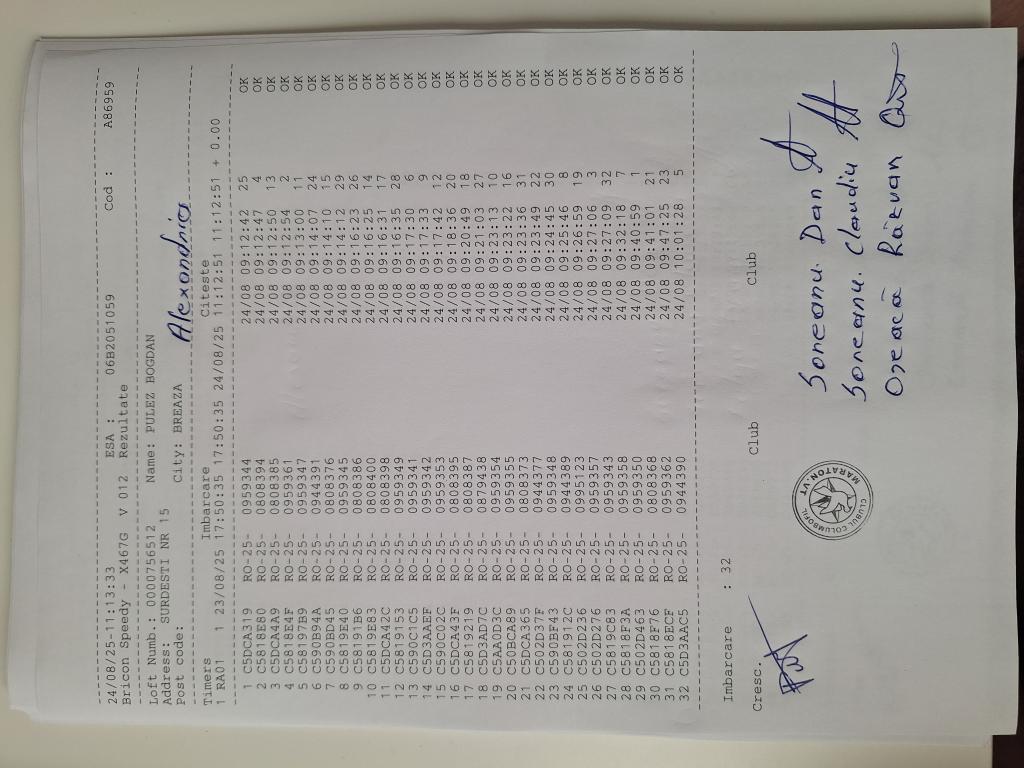 24/08/25-11:13:33 ESA : 06B2051059 Cod : A86959
Bricon Speedy - X467G V 012 Rezultate
Loft Numb.: 0000756512 Name: PULEZ BOGDAN
Address: SURDESTI NR 15
Post code: City: BREAZA Alexandria
Timers Imbarcare Citeste
1 RA01 1 23/08/25 17:50:35 17:50:35 24/08/25 11:12:51 11:12:51 + 0.00
1 C5DCA319 RO-25- 0959344 24/08 09:12:42 25 OK
2 C5818E80 RO-25- 0808394 24/08 09:12:47 4 OK
3 C5DCA4A9 RO-25- 0808385 24/08 09:12:50 13 OK
4 C5818E4F RO-25- 0959361 24/08 09:12:54 2 OK
5 C58197B9 RO-25- 0959347 24/08 09:13:00 11 OK
6 C590B94A RO-25- 0944391 24/08 09:14:07 24 OK
7 C590BD45 RO-25- 0808376 24/08 09:14:10 15 OK
8 C5819E40 RO-25- 0959345 24/08 09:14:12 29 OK
9 C58191B6 RO-25- 0808386 24/08 09:16:23 26 OK
10 C5819E83 RO-25- 0808400 24/08 09:16:25 14 OK
11 C5DCA42C RO-25- 0808398 24/08 09:16:31 17 OK
12 C5819153 RO-25- 0959349 24/08 09:16:35 28 OK
13 C590C1C5 RO-25- 0959341 24/08 09:17:30 6 OK
14 C5D3AAEF RO-25- 0959342 24/08 09:17:33 9 OK
15 C590C02C RO-25- 0959353 24/08 09:17:42 12 OK
16 C5DCA43F RO-25- 0808395 24/08 09:18:36 20 OK
17 C5819219 RO-25- 0808387 24/08 09:20:49 18 OK
18 C5D3AD7C RO-25- 0879438 24/08 09:21:03 27 OK
19 C5AA0D3C RO-25- 0959354 24/08 09:23:13 10 OK
20 C50BCA89 RO-25- 0959355 24/08 09:23:22 16 OK
21 C5DCA365 RO-25- 0808373 24/08 09:23:36 31 OK
22 C502D37F RO-25- 0944377 24/08 09:23:49 22 OK
23 C590BF43 RO-25- 0959348 24/08 09:24:45 30 OK
24 C581912C RO-25- 0944389 24/08 09:25:46 8 OK
25 C502D236 RO-25- 0995123 24/08 09:26:59 19 OK
26 C502D276 RO-25- 0959357 24/08 09:27:06 3 OK
27 C5819C83 RO-25- 0959343 24/08 09:27:09 32 OK
28 C5818F3A RO-25- 0959358 24/08 09:32:18 7 OK
29 C502D463 RO-25- 0959350 24/08 09:40:59 1 OK
30 C5818F76 RO-25- 0808368 24/08 09:41:01 21 OK
31 C5818ECF RO-25- 0959362 24/08 09:47:25 23 OK
32 C5D3AAC5 RO-25- 0944390 24/08 10:01:28 5 OK
Imbarcare : 32
Cresc. Club Club
CLUBUL COLUMBOFIL
MARATON.VT
Soneanu. Dan
Soneanu. Claudiu
Răzvan